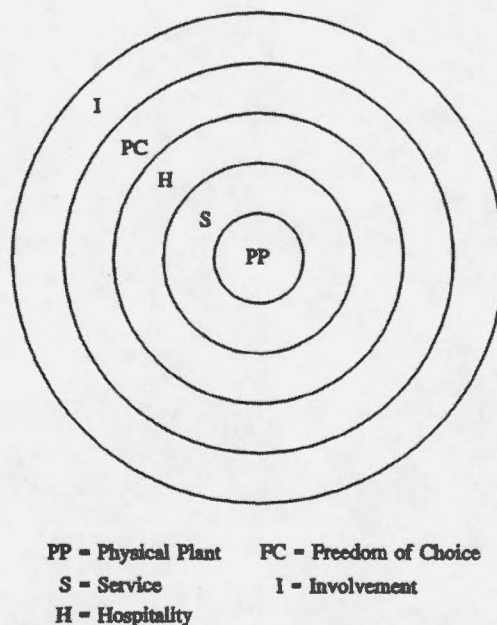 I
PC
H
S
PP
PP = Physical Plant FC = Freedom of Choice
S = Service I = Involvement
H = Hospitality